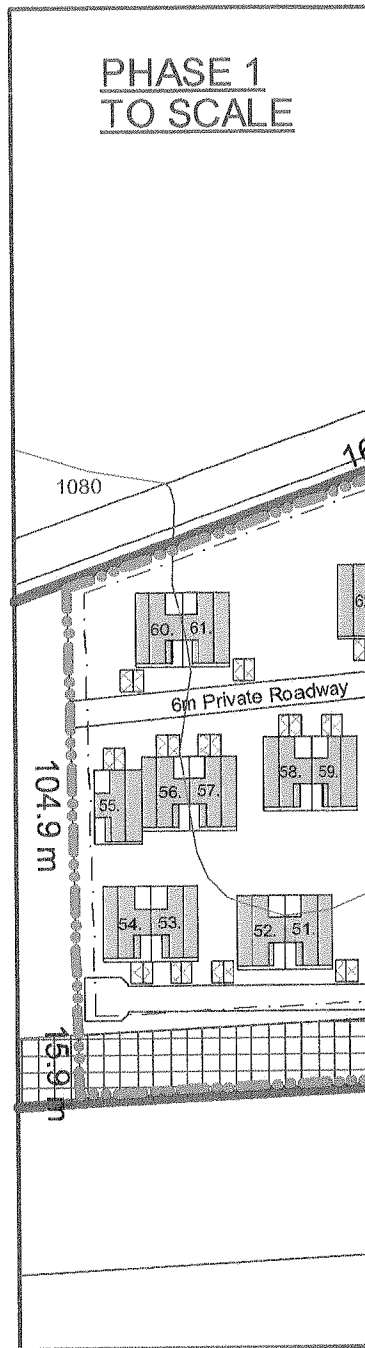 PHASE 1
TO SCALE
1080
60. 61.
6m Private Roadway
58. 59.
55. 56. 57.
104.9 m
54. 53.
52. 51.
15.9 m